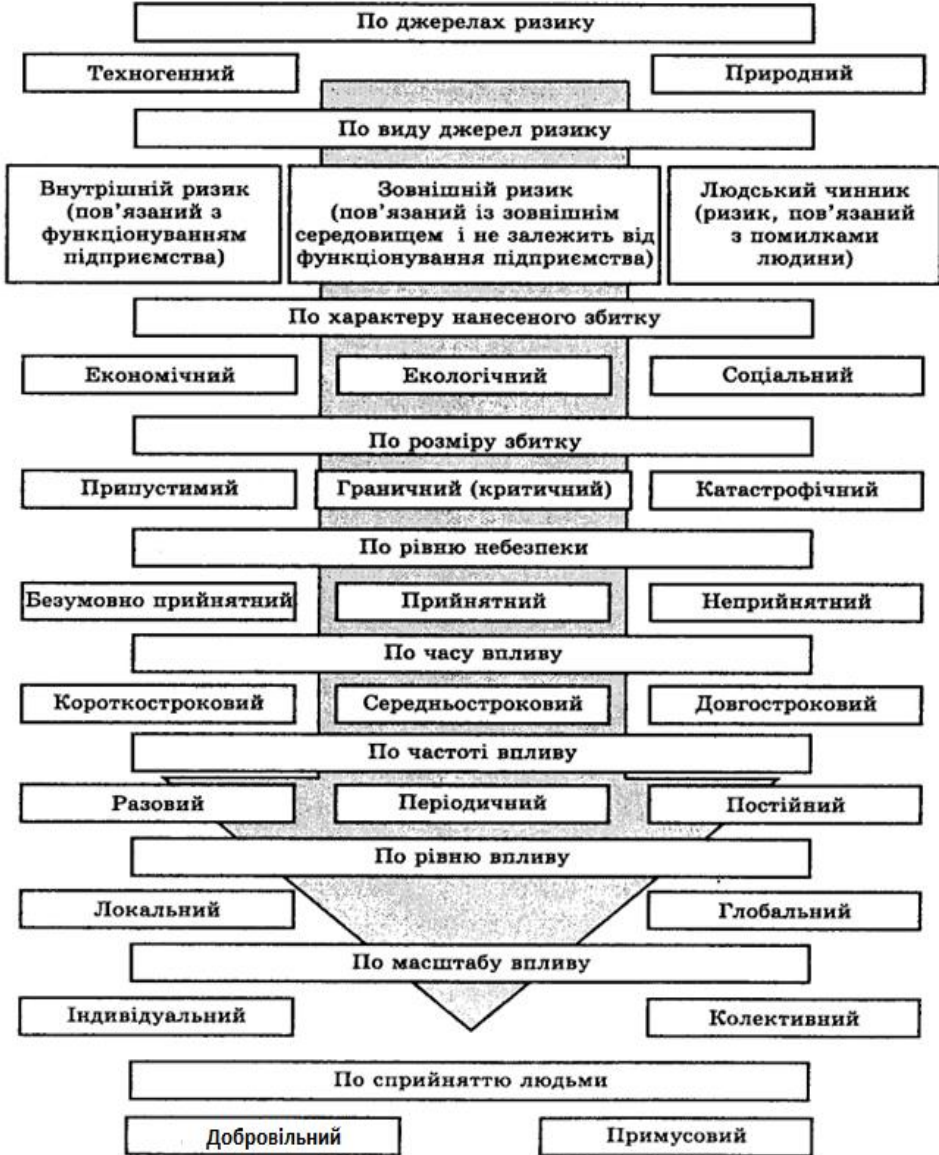 По джерелах ризику
Техногенний
Природний
По виду джерел ризику
Внутрішній ризик
(пов’язаний з
функціонуванням
підприємства)
Зовнішній ризик
(пов’язаний із зовнішнім
середовищем і не залежить від
функціонування підприємства)
Людський чинник
(ризик, пов’язаний
з помилками
людини)
По характеру нанесеного збитку
Економічний
Екологічний
Соціальний
По розміру збитку
Припустимий
Граничний (критичний)
Катастрофічний
По рівню небезпеки
Безумовно прийнятний
Прийнятний
Неприйнятний
По часу впливу
Короткостроковий
Середньостроковий
Довгостроковий
По частоті впливу
Разовий
Періодичний
Постійний
По рівню впливу
Локальний
Глобальний
По масштабу впливу
Індивідуальний
Колективний
По сприйняттю людьми
Добровільний
Примусовий